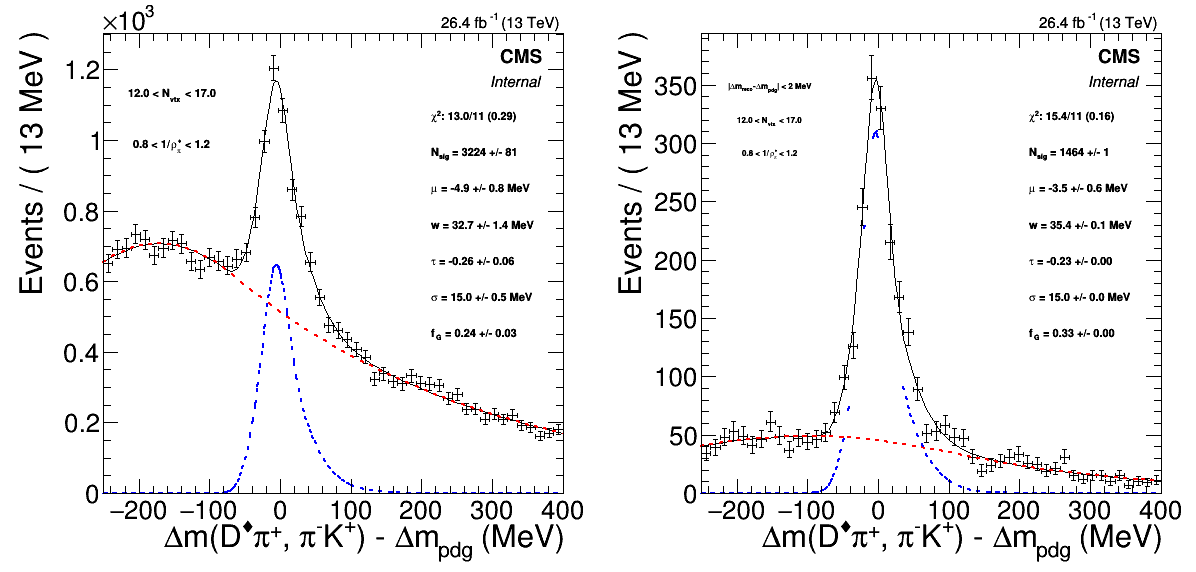 ×10³
26.4 fb⁻¹ (13 TeV)
CMS
Internal
12.0 < N_vtx < 17.0
0.8 < 1/ρ_π^♦ < 1.2
χ²: 13.0/11 (0.29)
N_sig = 3224 +/- 81
μ = -4.9 +/- 0.8 MeV
w = 32.7 +/- 1.4 MeV
τ = -0.26 +/- 0.06
σ = 15.0 +/- 0.5 MeV
f_G = 0.24 +/- 0.03
Events / ( 13 MeV )
1.2
1
0.8
0.6
0.4
0.2
0
−200 −100 0 100 200 300 400
Δm(D^♦π⁺, π⁻K⁺) - Δm_pdg (MeV)
26.4 fb⁻¹ (13 TeV)
CMS
Internal
|Δm_reco-Δm_pdg| < 2 MeV
12.0 < N_vtx < 17.0
0.8 < 1/ρ < 1.2
χ²: 15.4/11 (0.16)
N_sig = 1464 +/- 1
μ = -3.5 +/- 0.6 MeV
w = 35.4 +/- 0.1 MeV
τ = -0.23 +/- 0.00
σ = 15.0 +/- 0.0 MeV
f_G = 0.33 +/- 0.00
Events / ( 13 MeV )
350
300
250
200
150
100
50
0
−200 −100 0 100 200 300 400
Δm(D^♦π⁺, π⁻K⁺) - Δm_pdg (MeV)